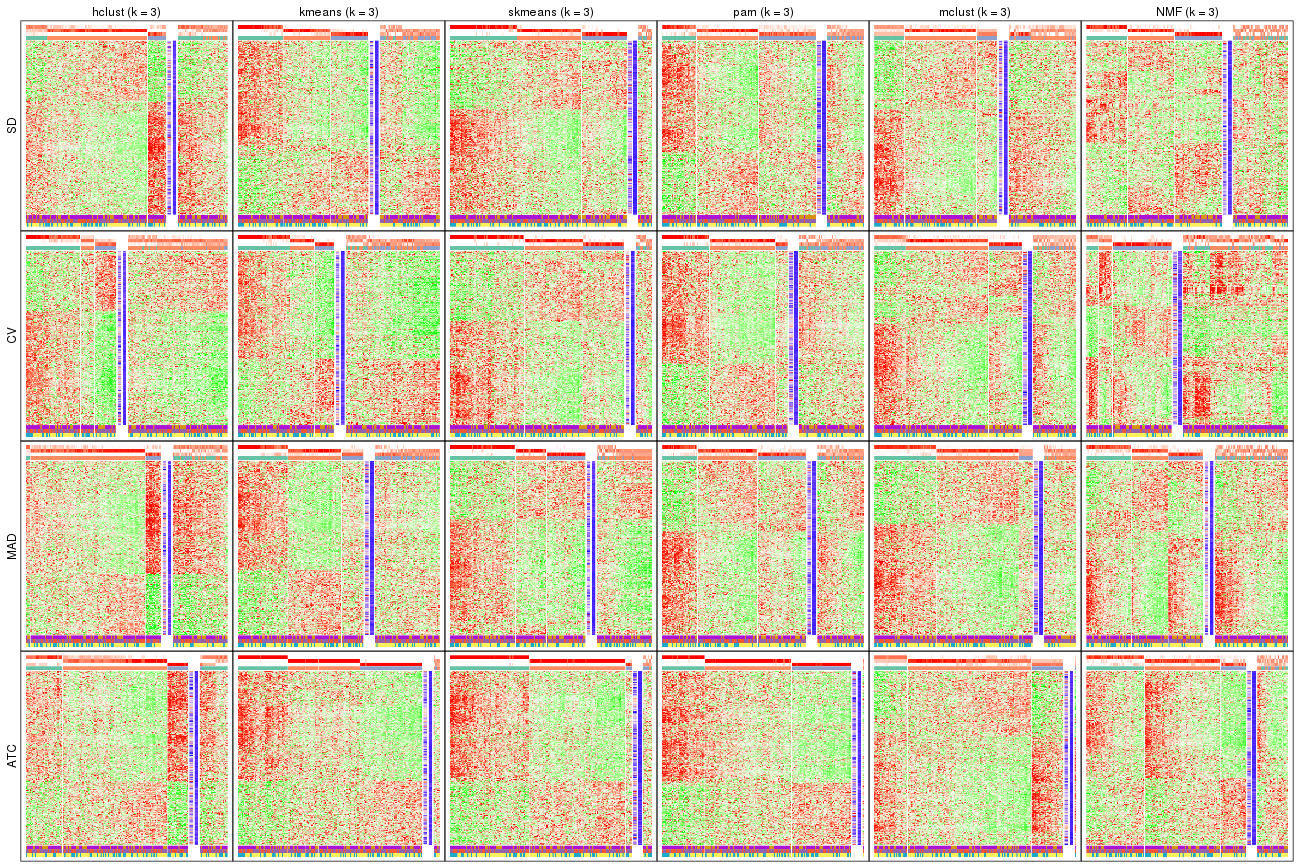 hclust (k = 3) kmeans (k = 3) skmeans (k = 3) pam (k = 3) mclust (k = 3) NMF (k = 3)
SD
CV
MAD
ATC